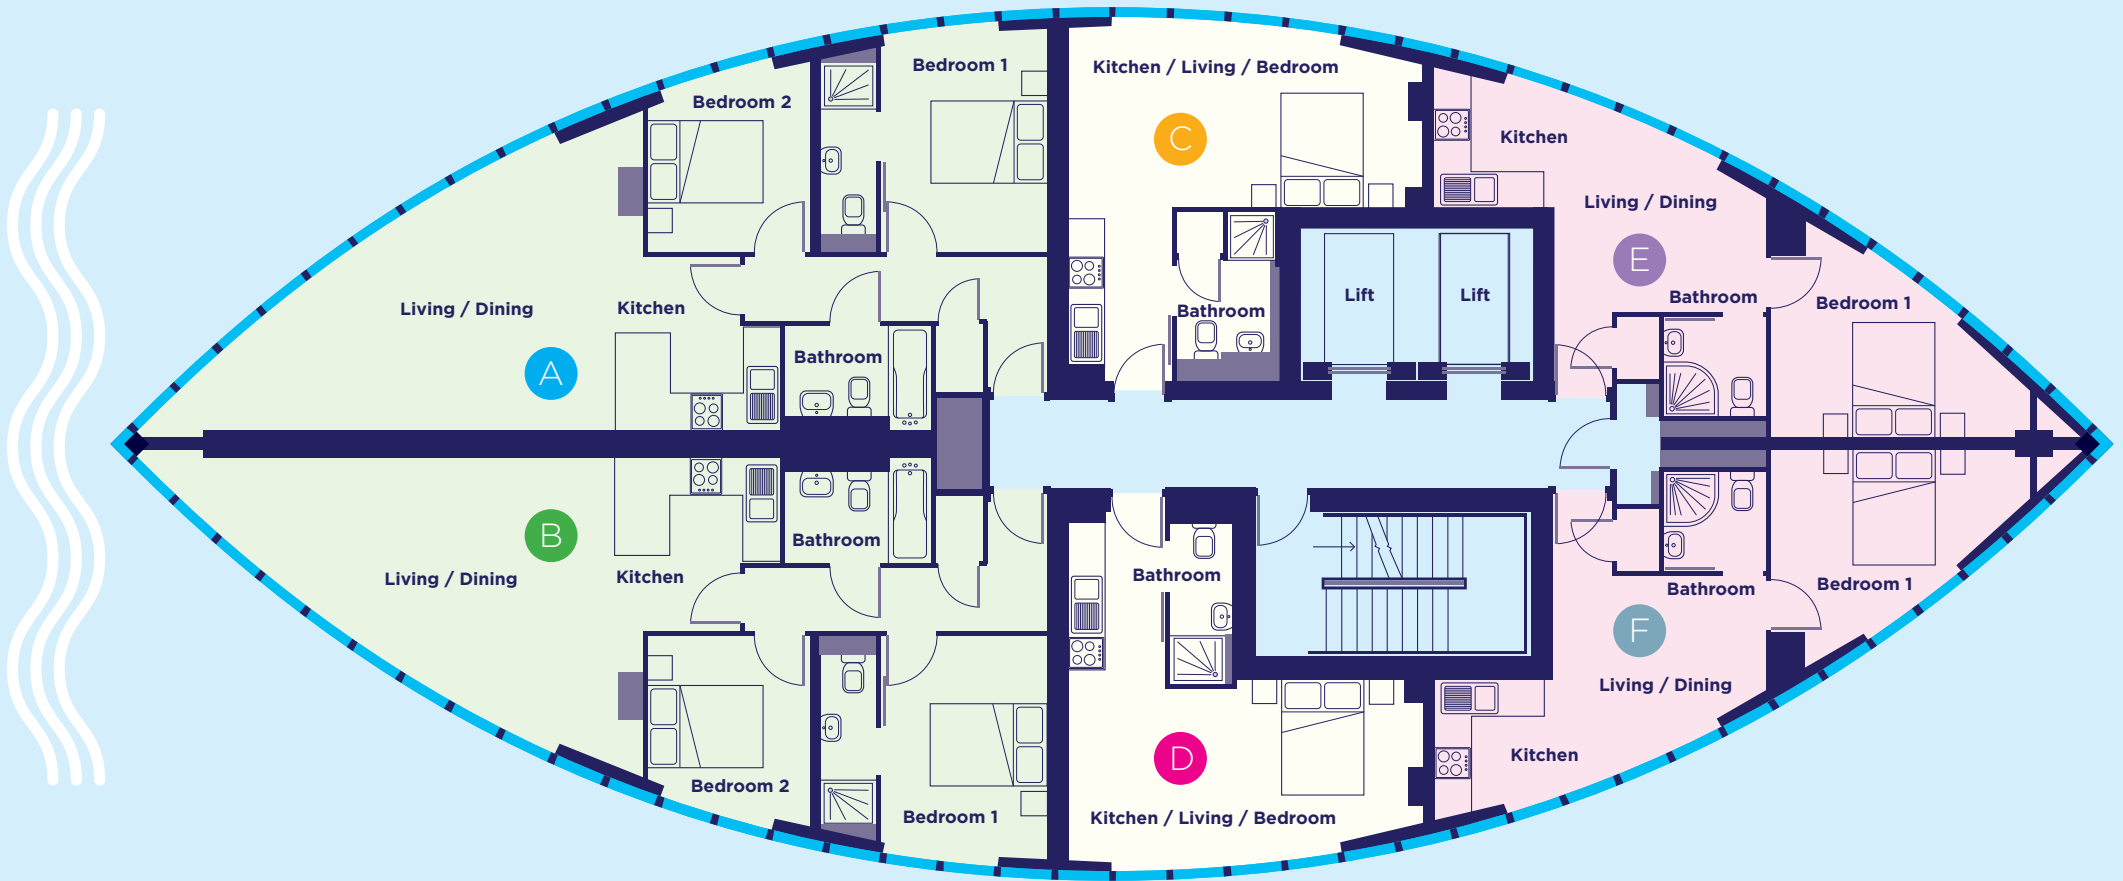 Bedroom 1
Kitchen / Living / Bedroom
Bedroom 2
C
Kitchen
Living / Dining
E
Lift
Lift
Bathroom
Bathroom
Bedroom 1
Living / Dining
Kitchen
Bathroom
A
B
Bathroom
Living / Dining
Kitchen
Bathroom
Bathroom
Bedroom 1
F
Living / Dining
D
Kitchen
Bedroom 2
Bedroom 1
Kitchen / Living / Bedroom